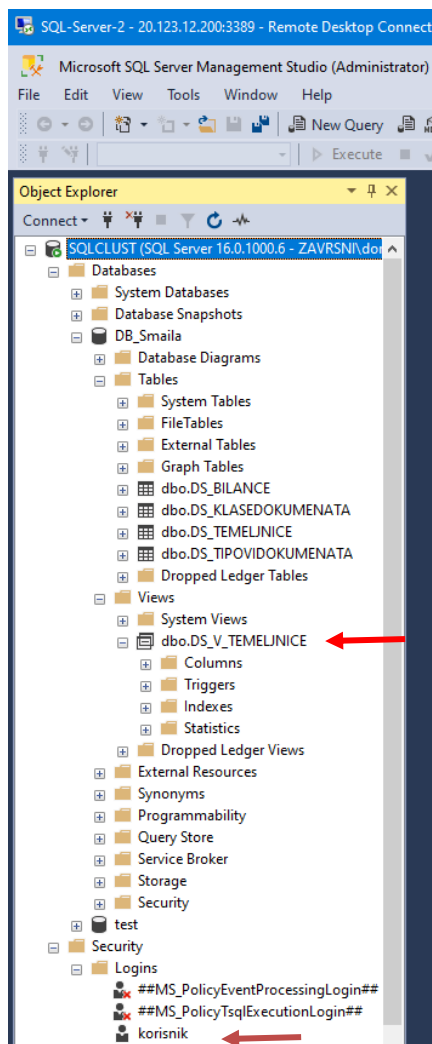 SQL-Server-2 - 20.123.12.200:3389 - Remote Desktop Connect
Microsoft SQL Server Management Studio (Administrator)
File Edit View Tools Window Help
New Query
Execute
Object Explorer
Connect
SQLCLUST (SQL Server 16.0.1000.6 - ZAVRSNI\dor
Databases
System Databases
Database Snapshots
DB_Smaila
Database Diagrams
Tables
System Tables
FileTables
External Tables
Graph Tables
dbo.DS_BILANCE
dbo.DS_KLASEDOKUMENATA
dbo.DS_TEMELJNICE
dbo.DS_TIPOVIDOKUMENATA
Dropped Ledger Tables
Views
System Views
dbo.DS_V_TEMELJNICE
Columns
Triggers
Indexes
Statistics
Dropped Ledger Views
External Resources
Synonyms
Programmability
Query Store
Service Broker
Storage
Security
test
Security
Logins
##MS_PolicyEventProcessingLogin##
##MS_PolicyTsqlExecutionLogin##
korisnik